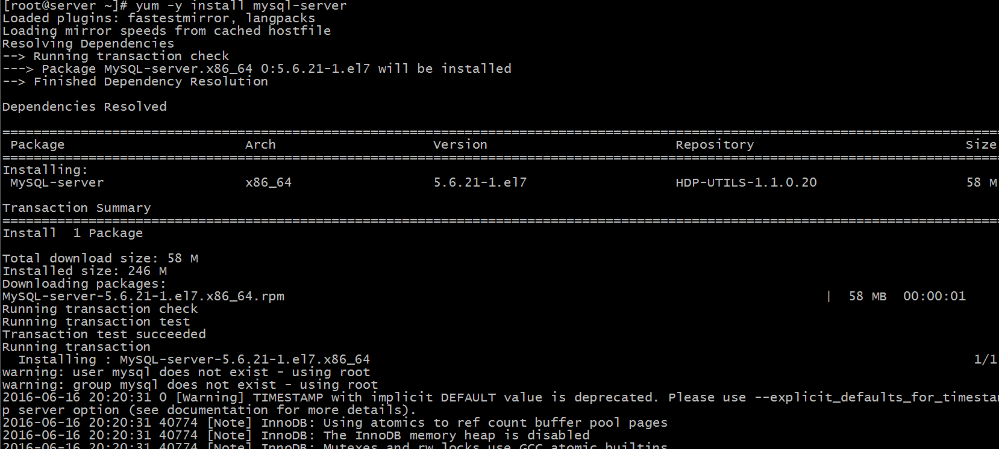 [root@server ~]# yum -y install mysql-server
Loaded plugins: fastestmirror, langpacks
Loading mirror speeds from cached hostfile
Resolving Dependencies
--> Running transaction check
---> Package MySQL-server.x86_64 0:5.6.21-1.el7 will be installed
--> Finished Dependency Resolution
Dependencies Resolved
================================================================================================================================
Package Arch Version Repository Size
================================================================================================================================
Installing:
MySQL-server x86_64 5.6.21-1.el7 HDP-UTILS-1.1.0.20 58 M
Transaction Summary
================================================================================================================================
Install 1 Package
Total download size: 58 M
Installed size: 246 M
Downloading packages:
MySQL-server-5.6.21-1.el7.x86_64.rpm | 58 MB 00:00:01
Running transaction check
Running transaction test
Transaction test succeeded
Running transaction
Installing : MySQL-server-5.6.21-1.el7.x86_64 1/1
warning: user mysql does not exist - using root
warning: group mysql does not exist - using root
2016-06-16 20:20:31 0 [Warning] TIMESTAMP with implicit DEFAULT value is deprecated. Please use --explicit_defaults_for_timestam
p server option (see documentation for more details).
2016-06-16 20:20:31 40774 [Note] InnoDB: Using atomics to ref count buffer pool pages
2016-06-16 20:20:31 40774 [Note] InnoDB: The InnoDB memory heap is disabled
2016-06-16 20:20:31 40774 [Note] InnoDB: Mutexes and rw_locks use GCC atomic builtins